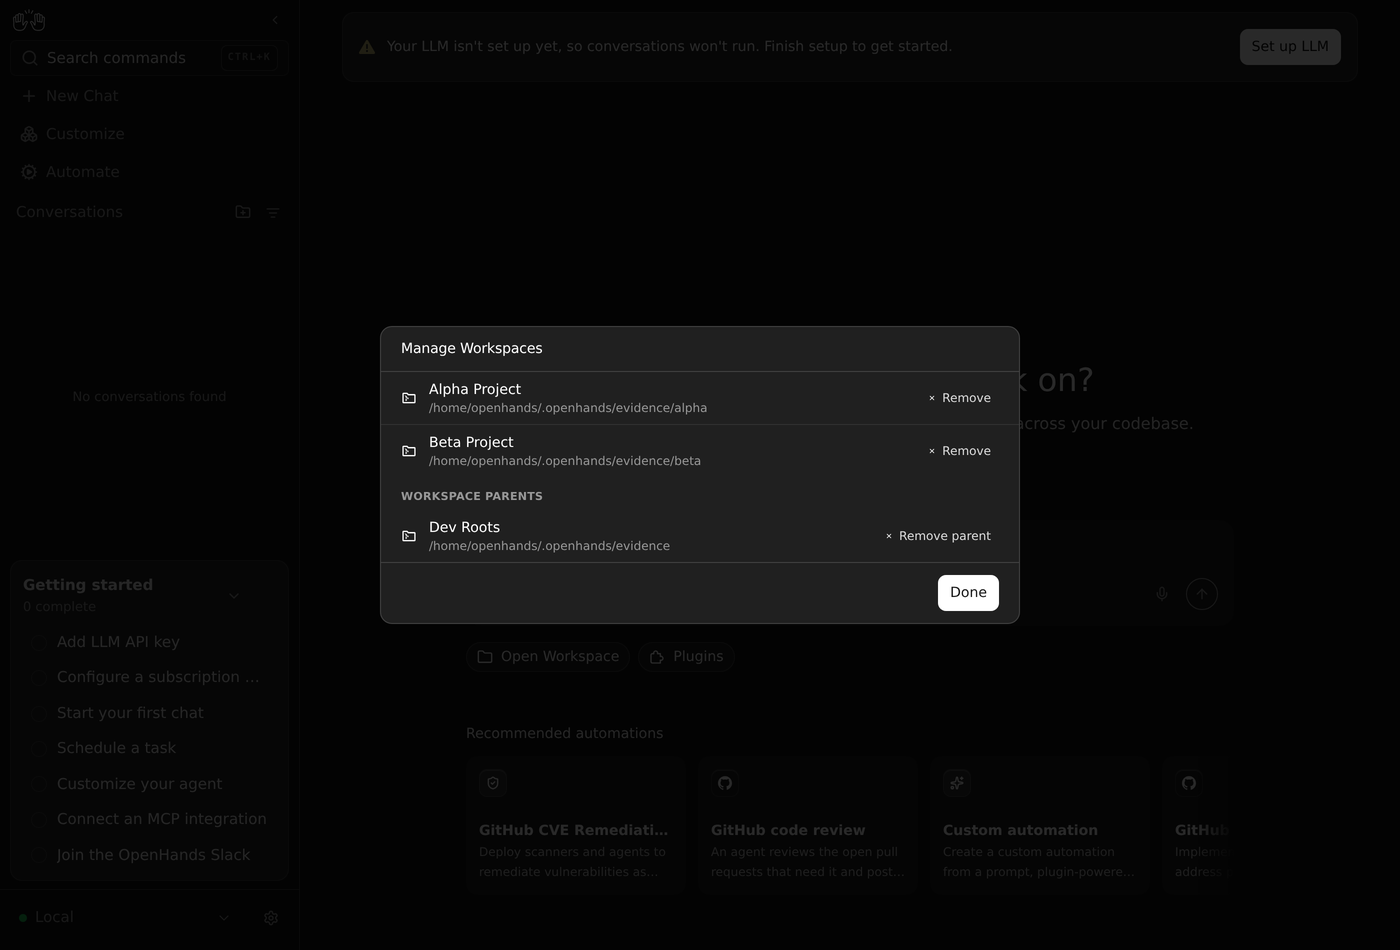 Search commands
CTRL+K
New Chat
Customize
Automate
Conversations
No conversations found
Getting started
0 complete
Add LLM API key
Configure a subscription ...
Start your first chat
Schedule a task
Customize your agent
Connect an MCP integration
Join the OpenHands Slack
Local
Your LLM isn't set up yet, so conversations won't run. Finish setup to get started.
Set up LLM
k on?
across your codebase.
Manage Workspaces
Alpha Project
/home/openhands/.openhands/evidence/alpha
× Remove
Beta Project
/home/openhands/.openhands/evidence/beta
× Remove
WORKSPACE PARENTS
Dev Roots
/home/openhands/.openhands/evidence
× Remove parent
Done
Open Workspace
Plugins
Recommended automations
GitHub CVE Remediati...
Deploy scanners and agents to
remediate vulnerabilities as...
GitHub code review
An agent reviews the open pull
requests that need it and post...
Custom automation
Create a custom automation
from a prompt, plugin-powere...
GitHub
address